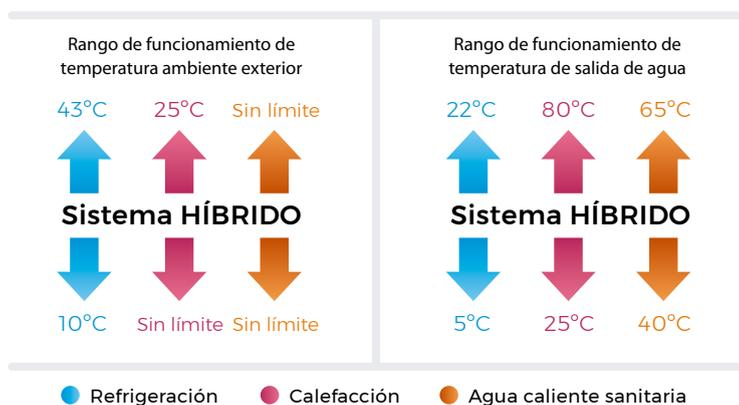 Rango de funcionamiento de
temperatura ambiente exterior
43°C 25°C Sin límite
Sistema HÍBRIDO
10°C Sin límite Sin límite
Rango de funcionamiento de
temperatura de salida de agua
22°C 80°C 65°C
Sistema HÍBRIDO
5°C 25°C 40°C
Refrigeración Calefacción Agua caliente sanitaria